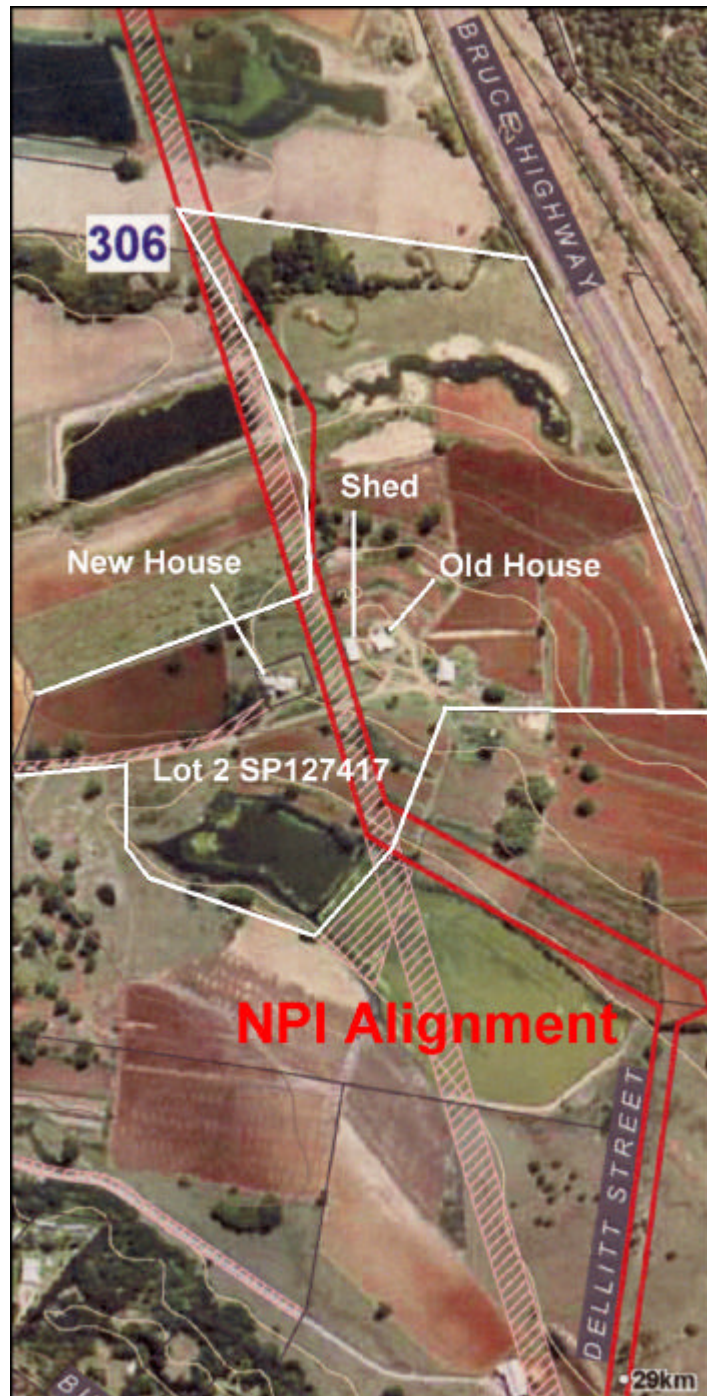 BRUCE HIGHWAY
306
Shed
New House
Old House
Lot 2 SP127417
NPI Alignment
DELLITT STREET
29km